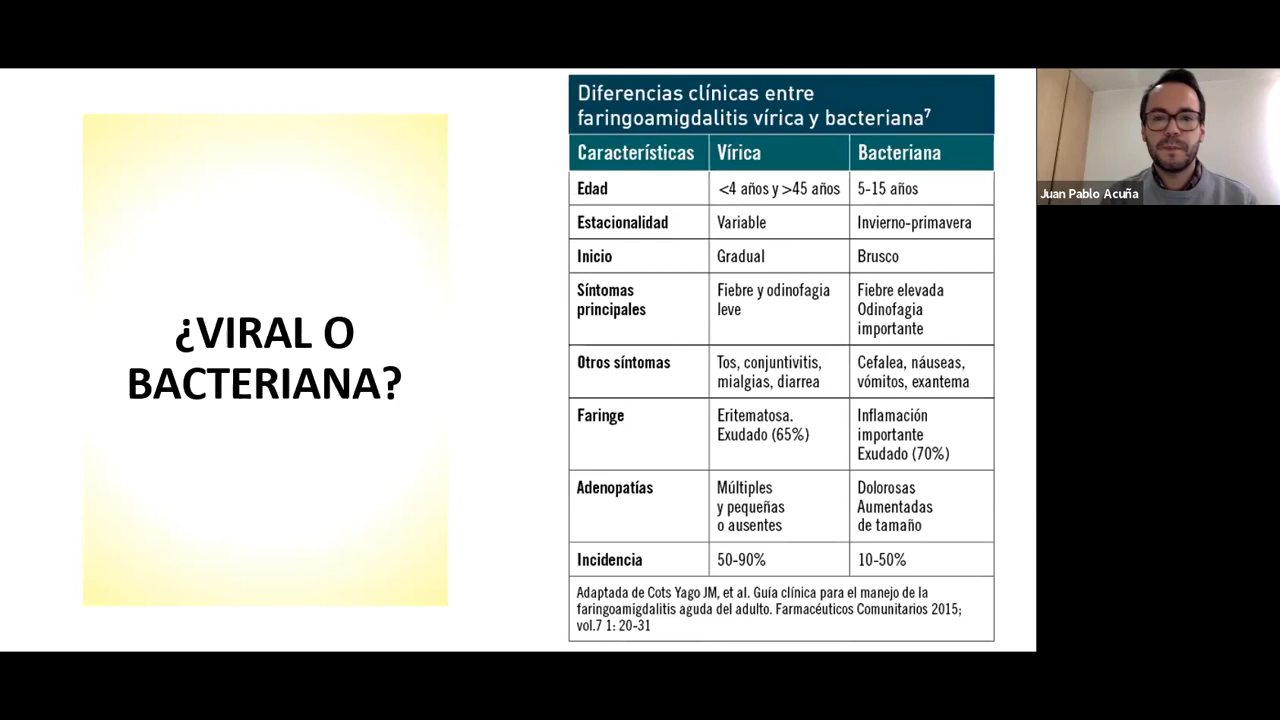 ¿VIRAL O
BACTERIANA?
Diferencias clínicas entre
faringoamigdalitis vírica y bacteriana⁷
Características Vírica Bacteriana
Edad <4 años y >45 años 5-15 años
Estacionalidad Variable Invierno-primavera
Inicio Gradual Brusco
Síntomas Fiebre y odinofagia Fiebre elevada
principales leve Odinofagia
importante
Otros síntomas Tos, conjuntivitis, Cefalea, náuseas,
mialgias, diarrea vómitos, exantema
Faringe Eritematosa. Inflamación
Exudado (65%) importante
Exudado (70%)
Adenopatías Múltiples Dolorosas
y pequeñas Aumentadas
o ausentes de tamaño
Incidencia 50-90% 10-50%
Adaptada de Cots Yago JM, et al. Guía clínica para el manejo de la
faringoamigdalitis aguda del adulto. Farmacéuticos Comunitarios 2015;
vol.7 1: 20-31
Juan Pablo Acuña